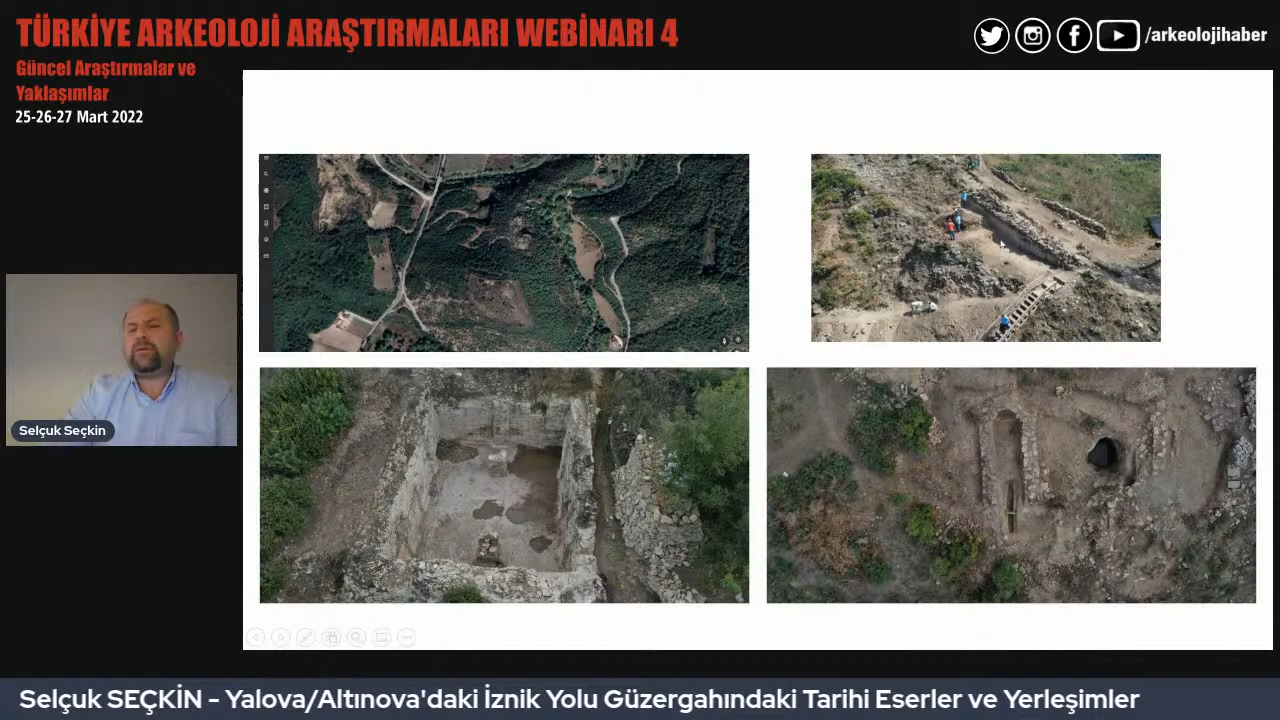 TÜRKİYE ARKEOLOJİ ARAŞTIRMALARI WEBİNARI 4
/arkeolojihaber
Güncel Araştırmalar ve
Yaklaşımlar
25-26-27 Mart 2022
Selçuk Seçkin
Selçuk SEÇKİN - Yalova/Altınova'daki İznik Yolu Güzergahındaki Tarihi Eserler ve Yerleşimler